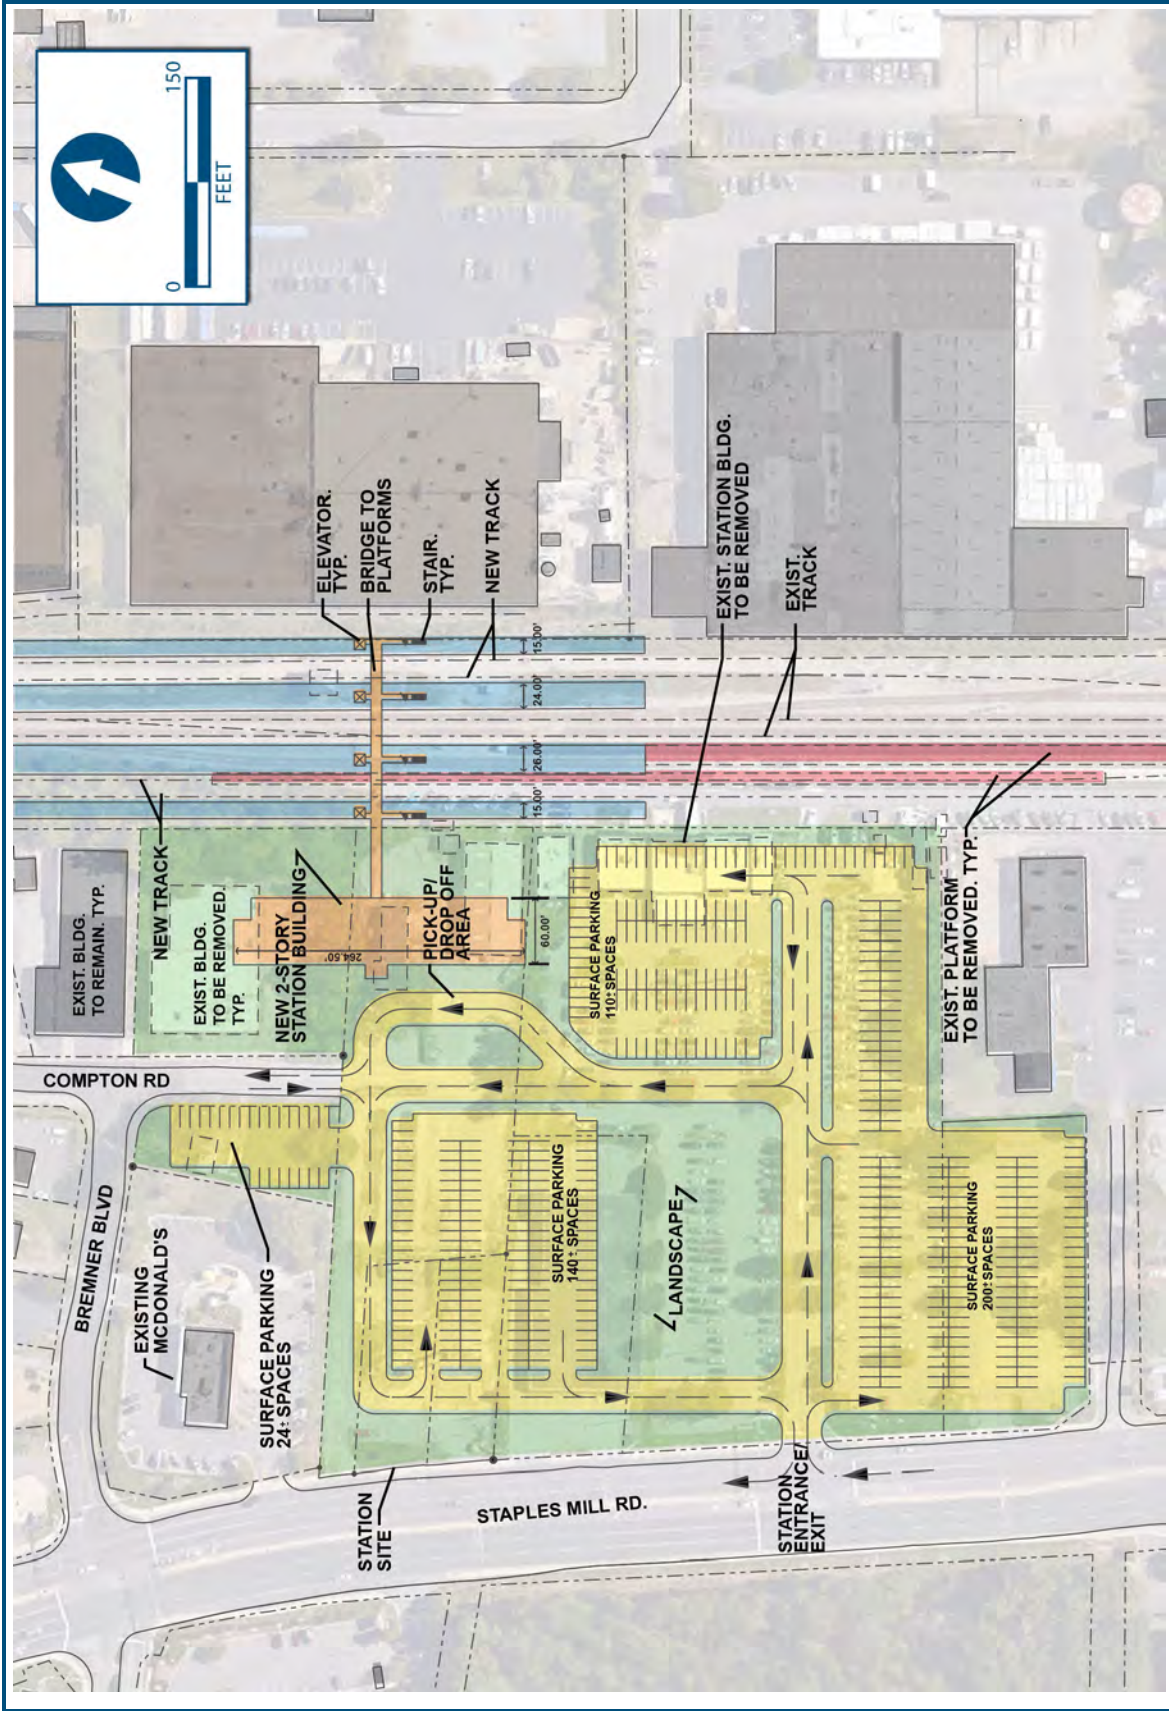 0
150
FEET
ELEVATOR.
TYP.
BRIDGE TO
PLATFORMS
STAIR.
TYP.
NEW TRACK
EXIST. STATION BLDG.
TO BE REMOVED
EXIST.
TRACK
15.00'
24.00'
26.00'
15.00'
EXIST. BLDG.
TO REMAIN. TYP.
NEW TRACK
EXIST. BLDG.
TO BE REMOVED.
TYP.
NEW 2-STORY
STATION BUILDING
264.50'
60.00'
PICK-UP/
DROP OFF
AREA
SURFACE PARKING
110± SPACES
EXIST. PLATFORM
TO BE REMOVED. TYP.
COMPTON RD
BREMNER BLVD
EXISTING
MCDONALD'S
SURFACE PARKING
24± SPACES
SURFACE PARKING
140± SPACES
LANDSCAPE
SURFACE PARKING
200± SPACES
STATION
SITE
STAPLES MILL RD.
STATION
ENTRANCE/
EXIT